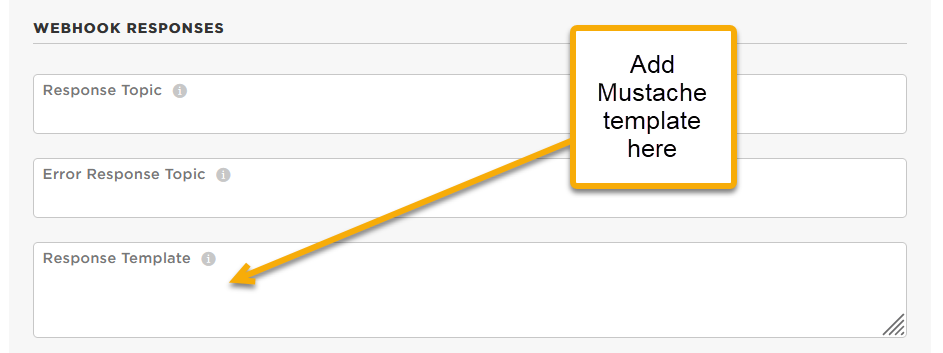 WEBHOOK RESPONSES
Response Topic
Add
Mustache
template
here
Error Response Topic
Response Template